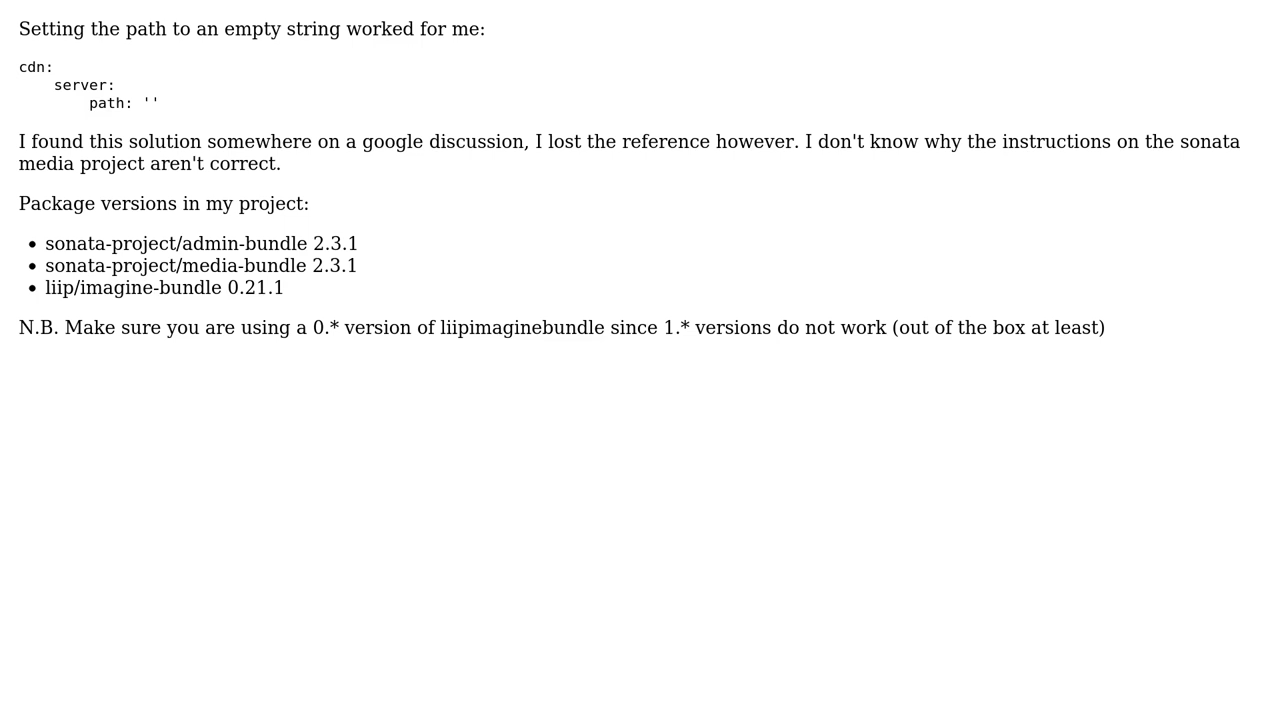 Setting the path to an empty string worked for me:
cdn:
    server:
        path: ''
I found this solution somewhere on a google discussion, I lost the reference however. I don't know why the instructions on the sonata
media project aren't correct.
Package versions in my project:
• sonata-project/admin-bundle 2.3.1
• sonata-project/media-bundle 2.3.1
• liip/imagine-bundle 0.21.1
N.B. Make sure you are using a 0.* version of liipimaginebundle since 1.* versions do not work (out of the box at least)